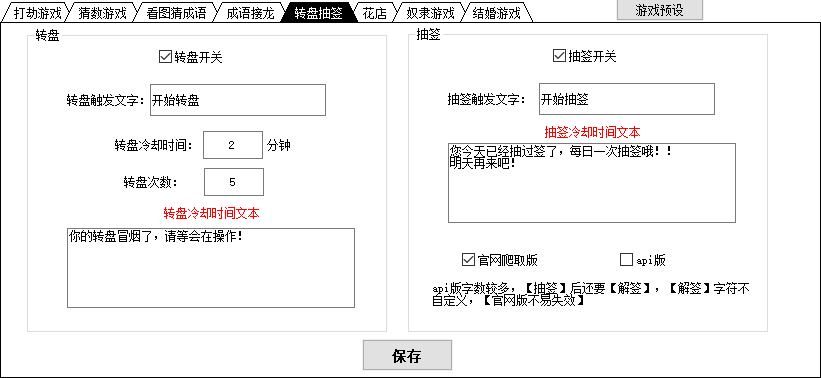 打劫游戏 猜数游戏 看图猜成语 成语接龙 转盘抽签 花店 奴隶游戏 结婚游戏 游戏预设
转盘
转盘开关
转盘触发文字: 开始转盘
转盘冷却时间: 2 分钟
转盘次数: 5
转盘冷却时间文本
你的转盘冒烟了，请等会在操作!
抽签
抽签开关
抽签触发文字: 开始抽签
抽签冷却时间文本
你今天已经抽过签了，每日一次抽签哦!!
明天再来吧!
官网爬取版 api版
api版字数较多，【抽签】后还要【解签】，【解签】字符不
自定义，【官网版不易失效】
保存